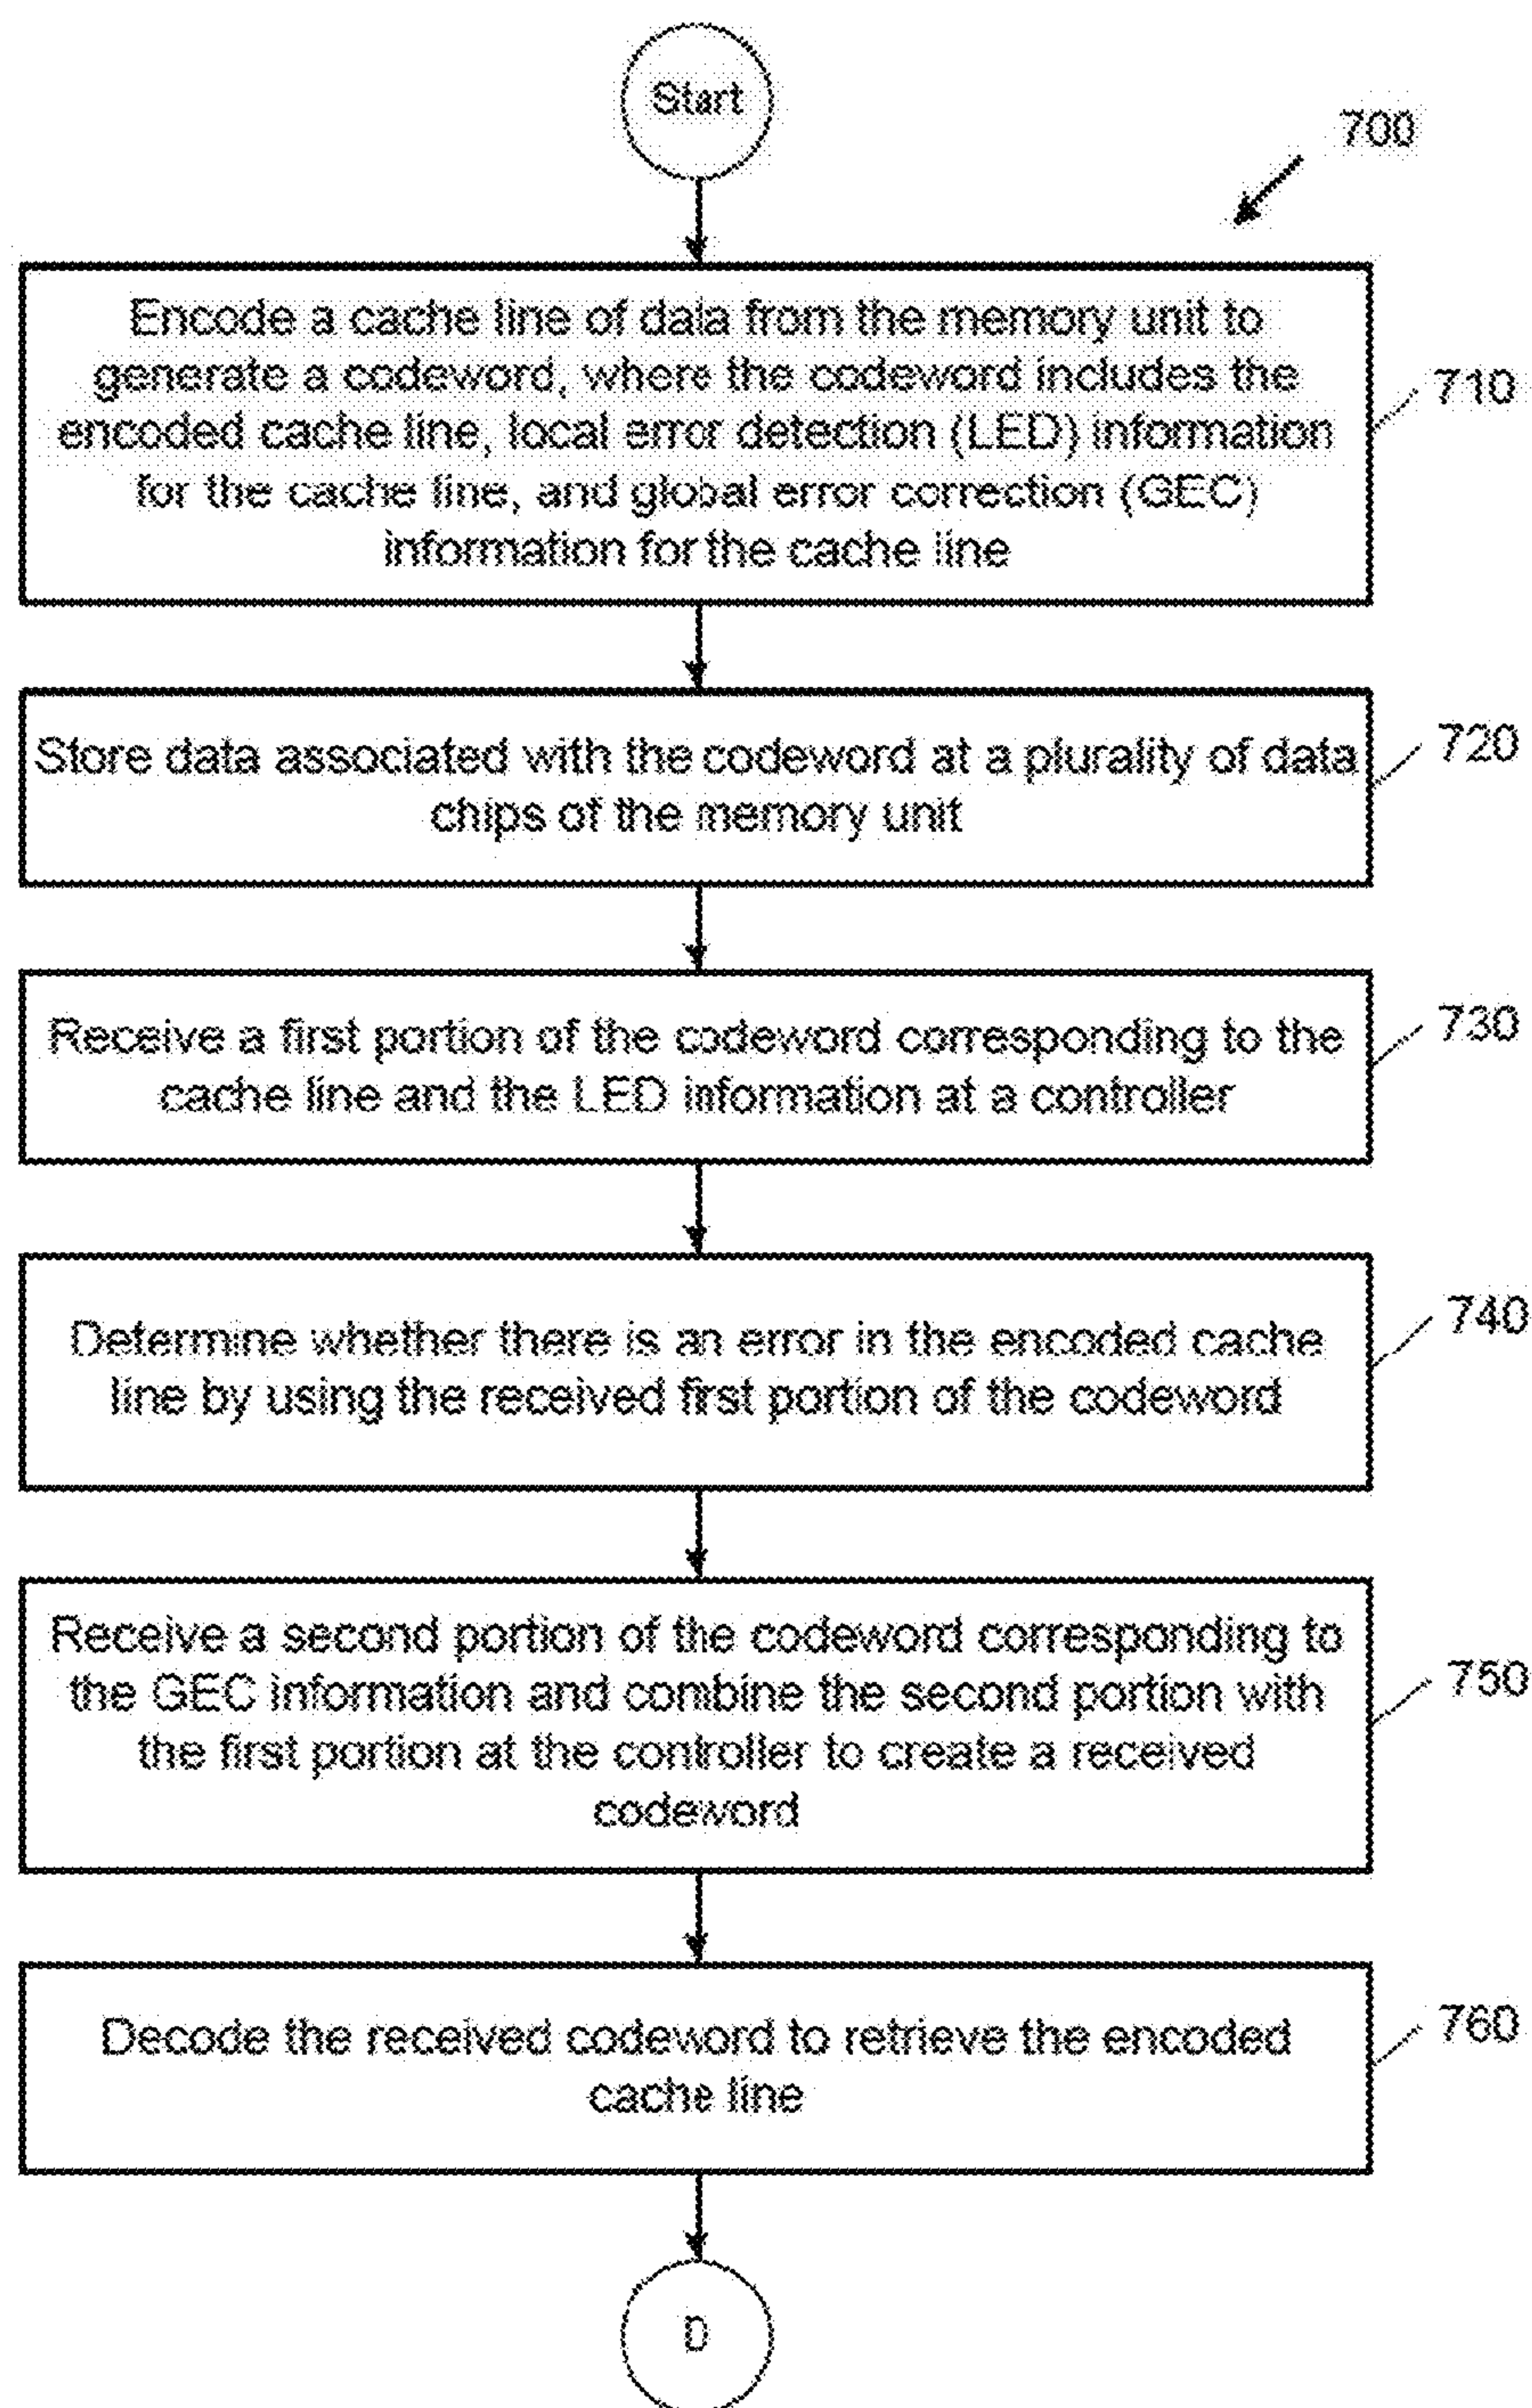 Start
700
Encode a cache line of data from the memory unit to
generate a codeword, where the codeword includes the
encoded cache line, local error detection (LED) information
for the cache line, and global error correction (GEC)
information for the cache line
710
Store data associated with the codeword at a plurality of data
chips of the memory unit
720
Receive a first portion of the codeword corresponding to the
cache line and the LED information at a controller
730
Determine whether there is an error in the encoded cache
line by using the received first portion of the codeword
740
Receive a second portion of the codeword corresponding to
the GEC information and combine the second portion with
the first portion at the controller to create a received
codeword
750
Decode the received codeword to retrieve the encoded
cache line
760
D